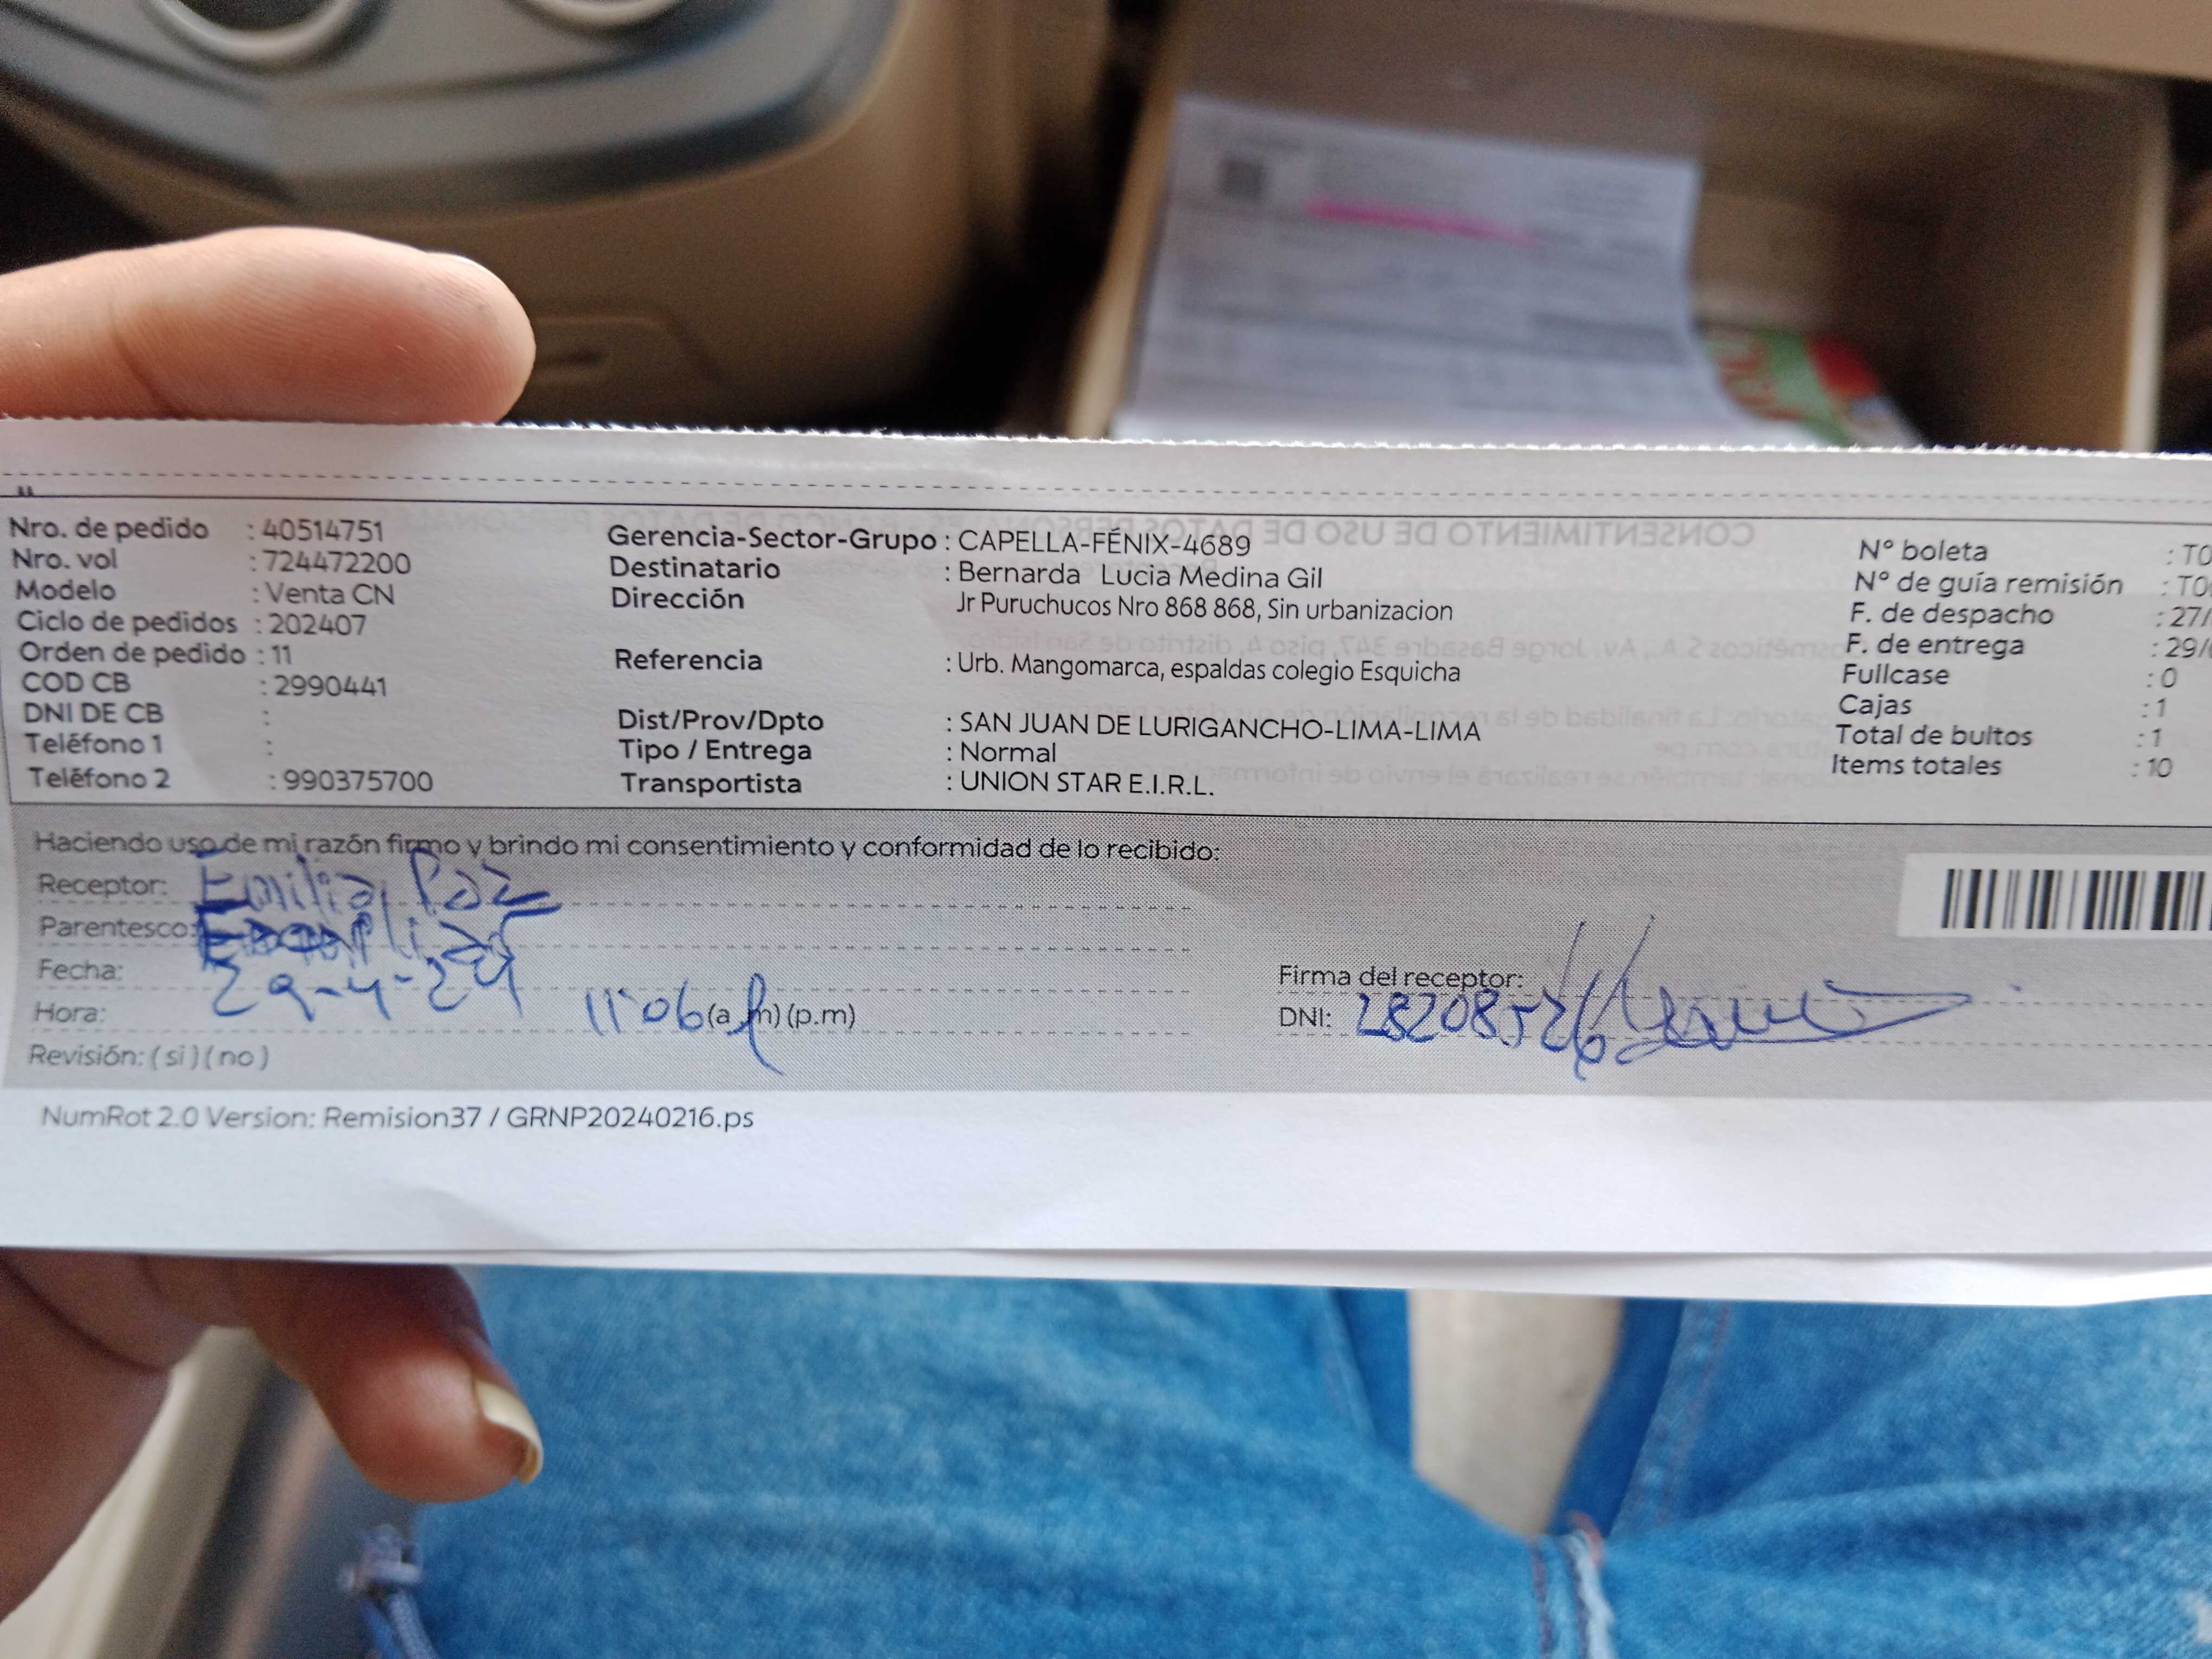 Nro. de pedido : 40514751
Nro. vol : 724472200
Modelo : Venta CN
Ciclo de pedidos : 202407
Orden de pedido : 11
COD CB : 2990441
DNI DE CB :
Teléfono 1 :
Teléfono 2 : 990375700
Gerencia-Sector-Grupo : CAPELLA-FÉNIX-4689
Destinatario : Bernarda Lucia Medina Gil
Dirección Jr Puruchucos Nro 868 868, Sin urbanizacion
Referencia : Urb. Mangomarca, espaldas colegio Esquicha
Dist/Prov/Dpto : SAN JUAN DE LURIGANCHO-LIMA-LIMA
Tipo / Entrega : Normal
Transportista : UNION STAR E.I.R.L.
N° boleta : T0
N° de guía remisión : T0
F. de despacho : 27/
F. de entrega : 29/
Fullcase : 0
Cajas : 1
Total de bultos : 1
Items totales : 10
Haciendo uso de mi razón firmo y brindo mi consentimiento y conformidad de lo recibido:
Receptor: Emilia Paz
Parentesco:
Fecha: 29-4-24
Hora: 11:06 (a.m) (p.m)
Revisión: ( si ) ( no )
Firma del receptor:
DNI: 28208526
NumRot 2.0 Version: Remision37 / GRNP20240216.ps